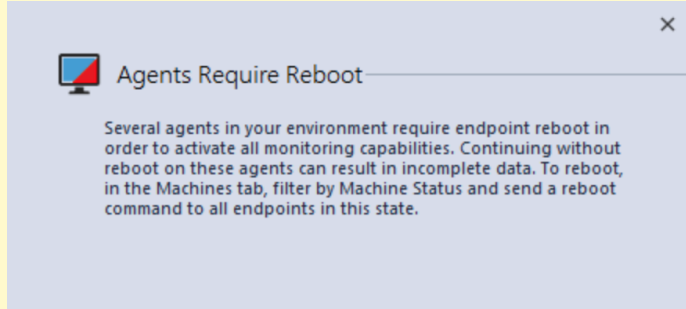 Agents Require Reboot
Several agents in your environment require endpoint reboot in
order to activate all monitoring capabilities. Continuing without
reboot on these agents can result in incomplete data. To reboot,
in the Machines tab, filter by Machine Status and send a reboot
command to all endpoints in this state.